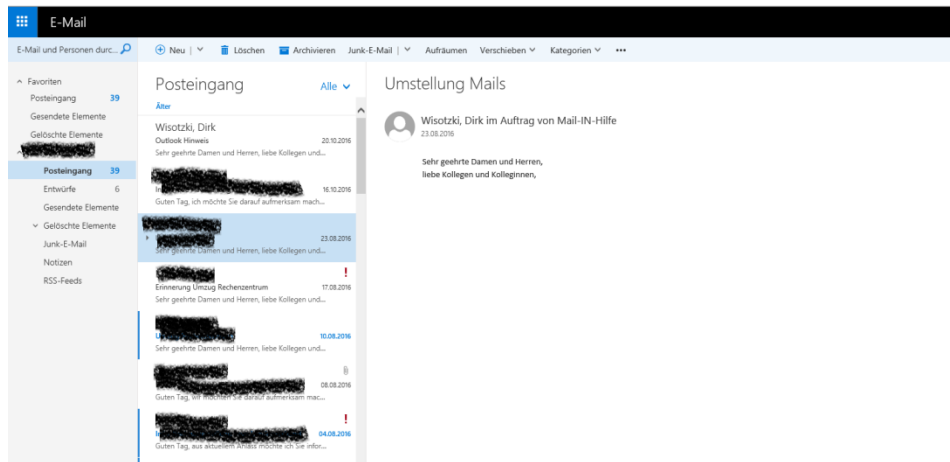 E-Mail
E-Mail und Personen durc...
Neu | Löschen Archivieren Junk-E-Mail | Aufräumen Verschieben Kategorien •••
Favoriten
Posteingang 39
Gesendete Elemente
Gelöschte Elemente
Posteingang 39
Entwürfe 6
Gesendete Elemente
Gelöschte Elemente
Junk-E-Mail
Notizen
RSS-Feeds
Posteingang Alle
Älter
Wisotzki, Dirk
Outlook Hinweis 20.10.2016
Sehr geehrte Damen und Herren, liebe Kollegen und...
16.10.2016
Guten Tag, ich möchte Sie darauf aufmerksam mach...
23.08.2016
Sehr geehrte Damen und Herren, liebe Kollegen und...
!
Erinnerung Umzug Rechenzentrum 17.08.2016
Sehr geehrte Damen und Herren, liebe Kollegen und...
10.08.2016
Sehr geehrte Damen und Herren, liebe Kollegen und...
08.08.2016
Guten Tag, wir möchten Sie darauf aufmerksam mac...
!
04.08.2016
Guten Tag, aus aktuellem Anlass möchte ich Sie infor...
Umstellung Mails
Wisotzki, Dirk im Auftrag von Mail-IN-Hilfe
23.08.2016
Sehr geehrte Damen und Herren,
liebe Kollegen und Kolleginnen,